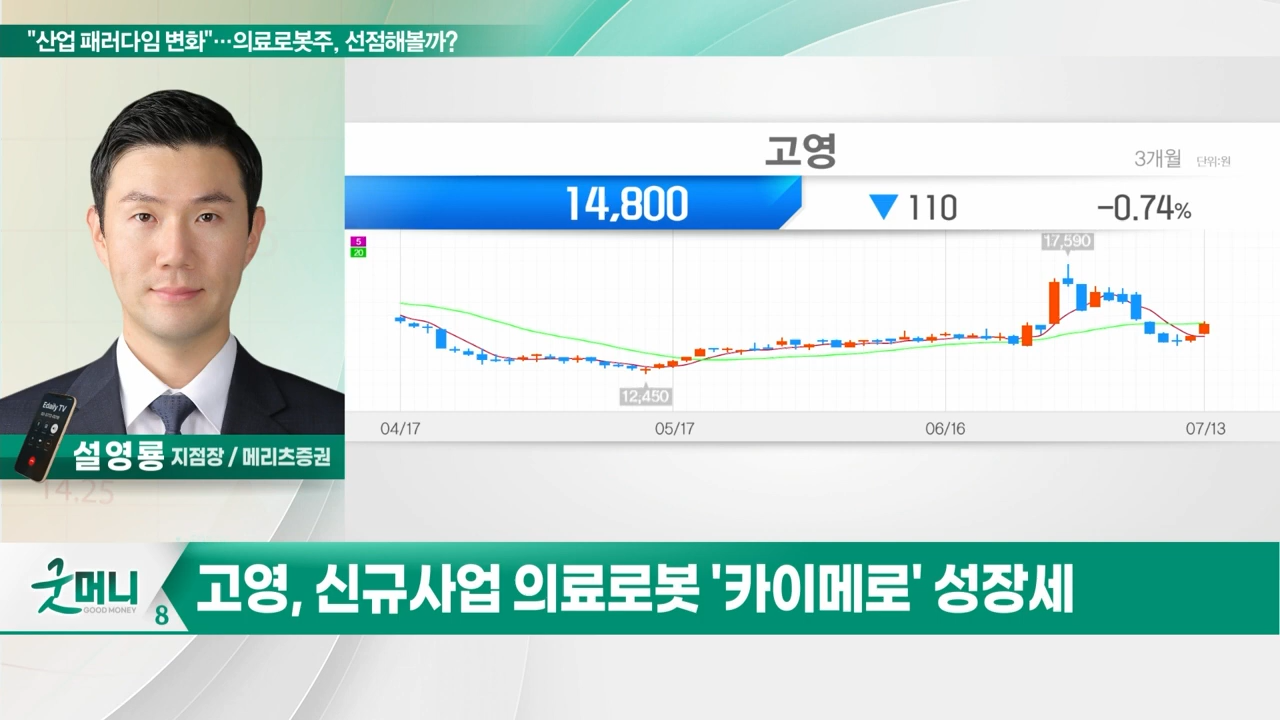 "산업 패러다임 변화"…의료로봇주, 선점해볼까?
고영
3개월 단위:원
14,800 ▼110 -0.74%
5
20
17,590
12,450
04/17 05/17 06/16 07/13
Edaily TV
설영룡 지점장 / 메리츠증권
14.25
굿머니
GOOD MONEY
8
고영, 신규사업 의료로봇 '카이메로' 성장세